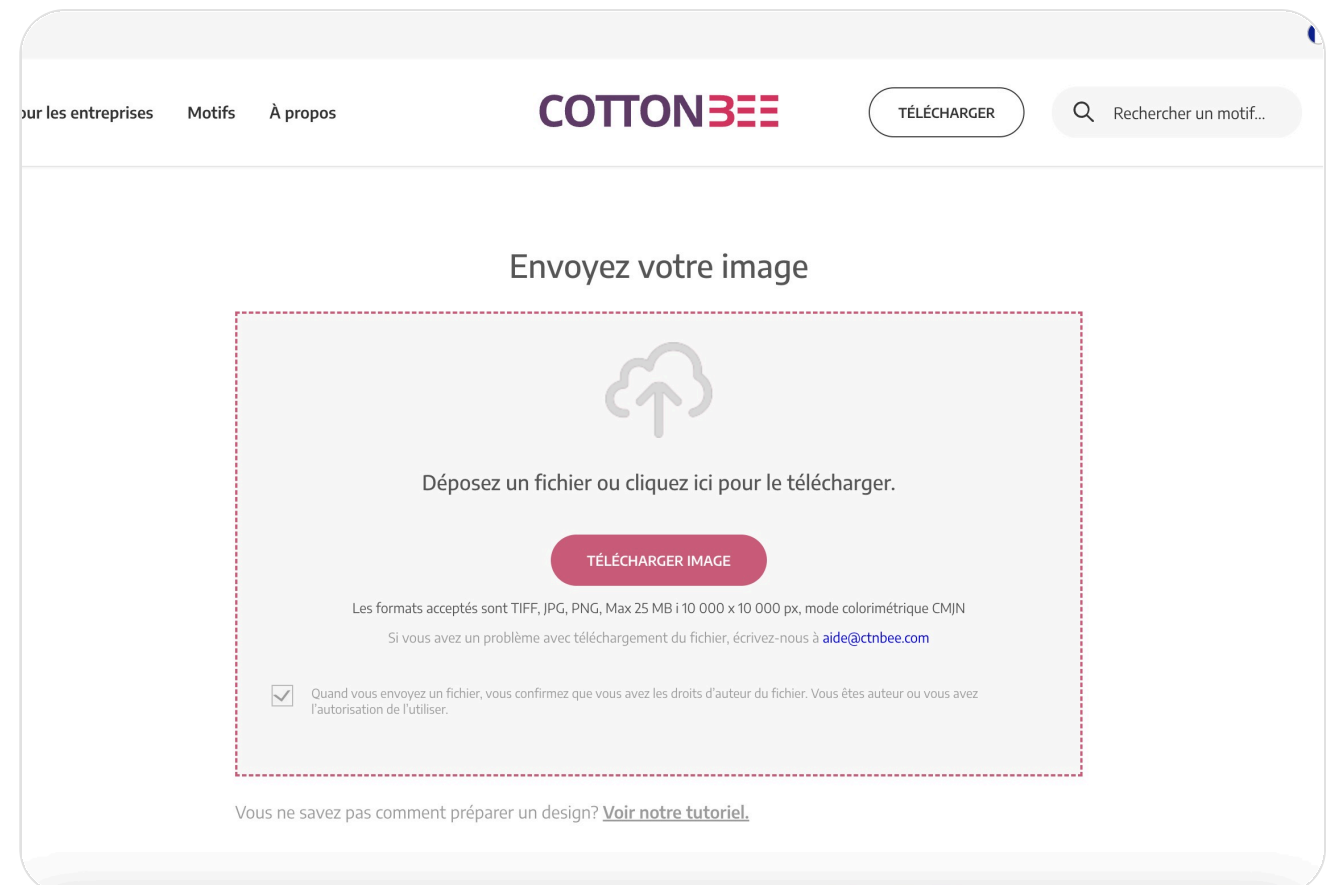 our les entreprises Motifs À propos COTTONBEE TÉLÉCHARGER Rechercher un motif...
Envoyez votre image
Déposez un fichier ou cliquez ici pour le télécharger.
TÉLÉCHARGER IMAGE
Les formats acceptés sont TIFF, JPG, PNG, Max 25 MB i 10 000 x 10 000 px, mode colorimétrique CMJN
Si vous avez un problème avec téléchargement du fichier, écrivez-nous à aide@ctnbee.com
Quand vous envoyez un fichier, vous confirmez que vous avez les droits d'auteur du fichier. Vous êtes auteur ou vous avez
l'autorisation de l'utiliser.
Vous ne savez pas comment préparer un design? Voir notre tutoriel.